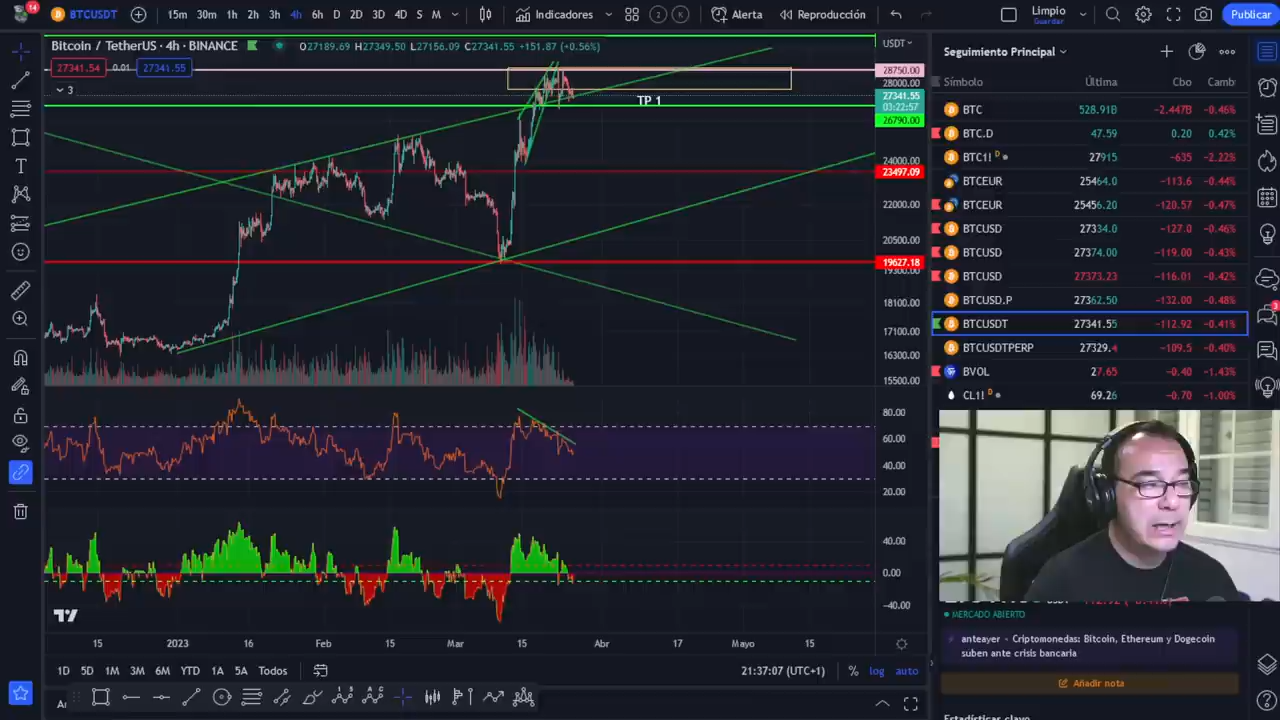 14
BTCUSDT
15m 30m 1h 2h 3h 4h 6h D 2D 3D 4D S M
Indicadores
2 K
Alerta
Reproducción
Limpio
Guardar
Publicar
Bitcoin / TetherUS · 4h · BINANCE
O27189.69 H27349.50 L27156.09 C27341.55 +151.87 (+0.56%)
USDT
27341.54 0.01 27341.55
3
TP 1
28750.00
28000.00
27341.55
03:22:57
26790.00
24000.00
23497.09
22000.00
20500.00
19627.18
19300.00
18100.00
17100.00
16300.00
15500.00
80.00
60.00
40.00
20.00
40.00
0.00
−40.00
15 2023 16 Feb 15 Mar 15 Abr 17 Mayo 15
1D 5D 1M 3M 6M YTD 1A 5A Todos
21:37:07 (UTC+1)
% log auto
Seguimiento Principal
Símbolo Última Cbo Camb
BTC 528.91B −2.447B −0.46%
BTC.D 47.59 0.20 0.42%
BTC1! D 27915 −635 −2.22%
BTCEUR 25464.0 −113.6 −0.44%
BTCEUR 25456.20 −120.57 −0.47%
BTCUSD 27334.0 −127.0 −0.46%
BTCUSD 27374.00 −119.00 −0.43%
BTCUSD 27373.23 −116.01 −0.42%
BTCUSD.P 27362.50 −132.00 −0.48%
BTCUSDT 27341.55 −112.92 −0.41%
BTCUSDTPERP 27329.4 −109.5 −0.40%
BVOL 27.65 −0.40 −1.43%
CL1! D 69.26 −0.70 −1.00%
3
MERCADO ABIERTO
anteayer - Criptomonedas: Bitcoin, Ethereum y Dogecoin
suben ante crisis bancaria
Añadir nota